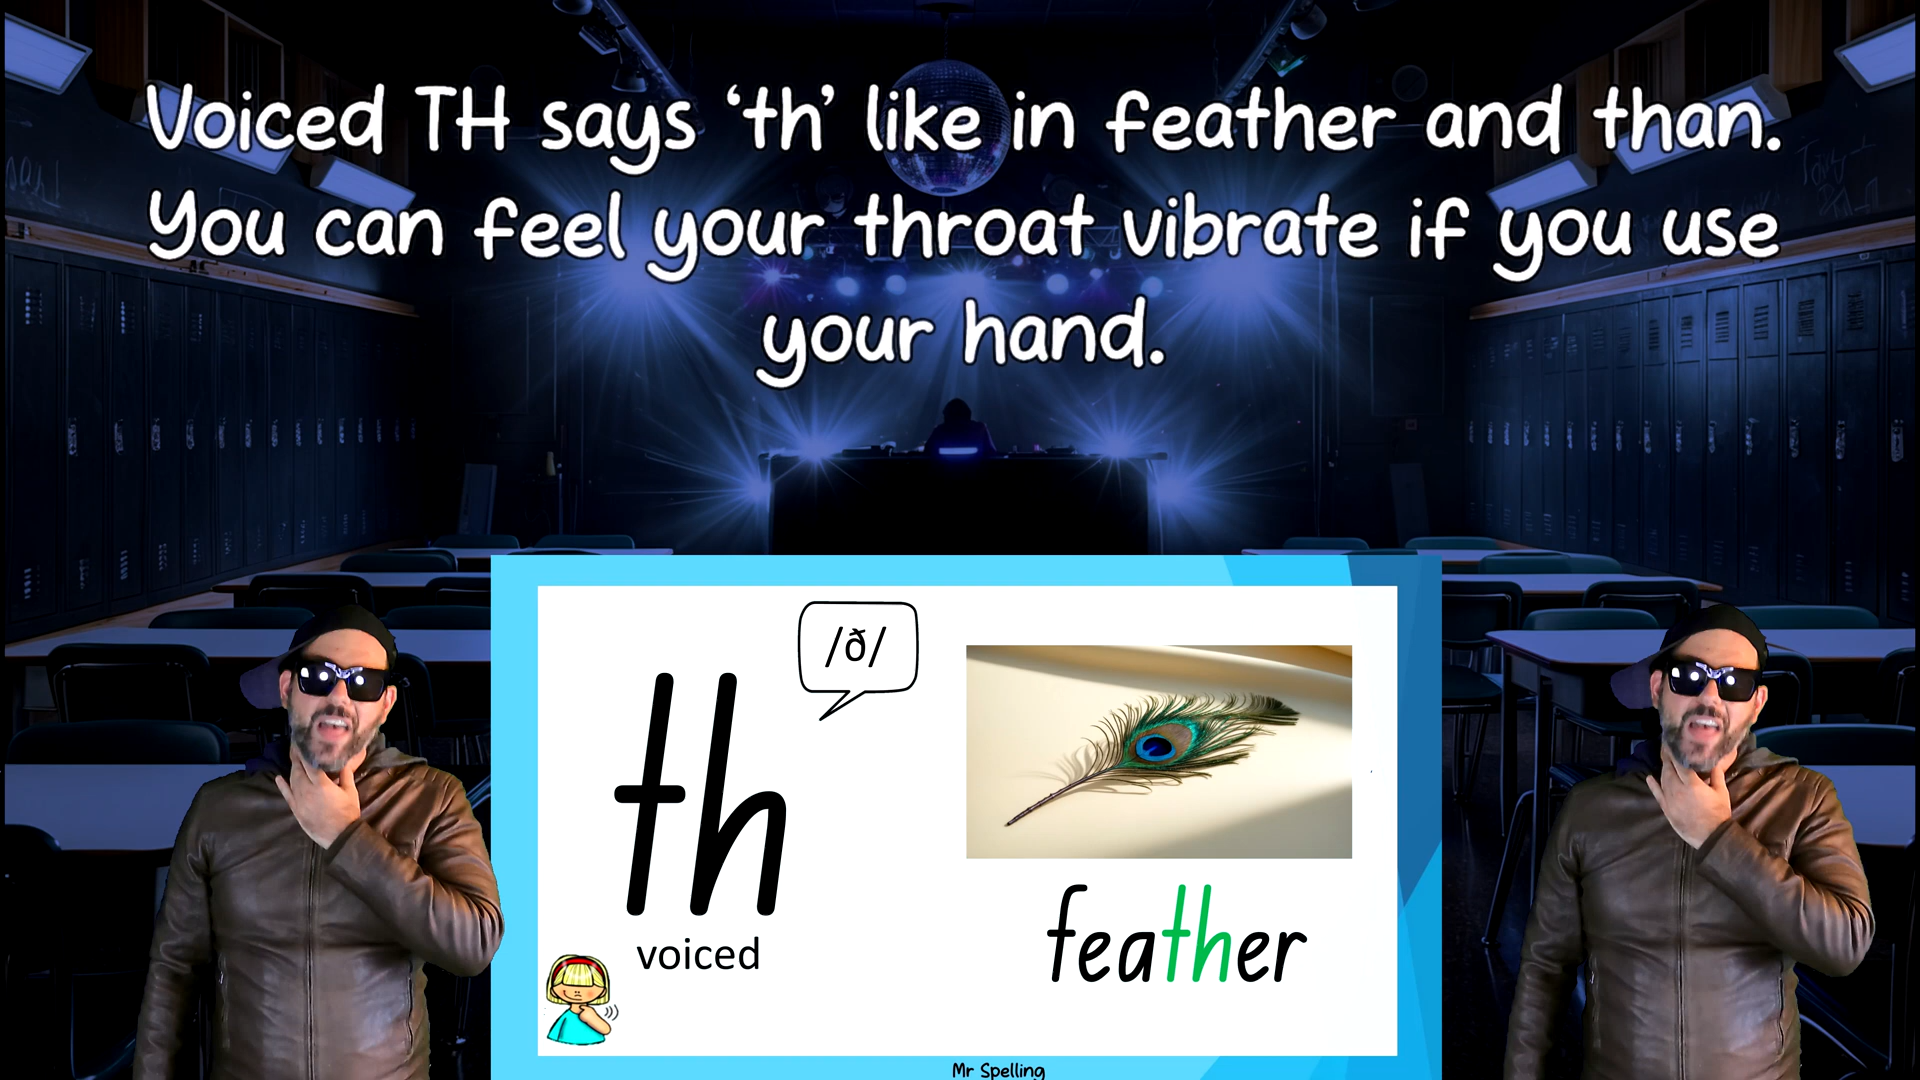 Voiced TH says ‘th’ like in feather and than.
You can feel your throat vibrate if you use
your hand.
/ð/
th
voiced
feather
Mr Spelling